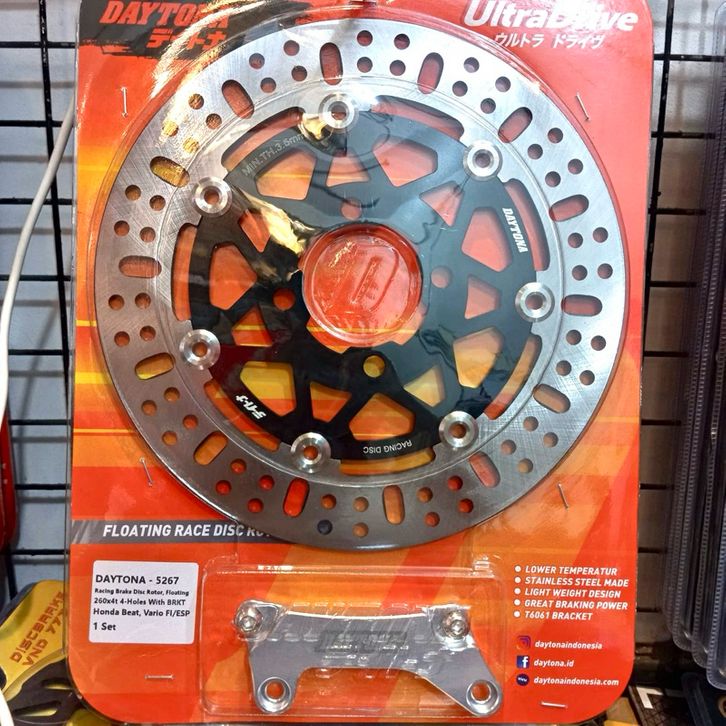 DAYTONA
デイトナ
UltraDrive
ウルトラ ドライヴ
MIN.TH.3.5mm
DAYTONA
RACING DISC
FLOATING RACE DISC
DAYTONA - 5267
Racing Brake Disc Rotor, Floating
260x4t 4-Holes With BRKT
Honda Beat, Vario FI/ESP
1 Set
• LOWER TEMPERATUR
• STAINLESS STEEL MADE
• LIGHT WEIGHT DESIGN
• GREAT BRAKING POWER
• T6061 BRACKET
daytonaindonesia
daytona.id
www.daytonaindonesia.com
DISCBRAKE